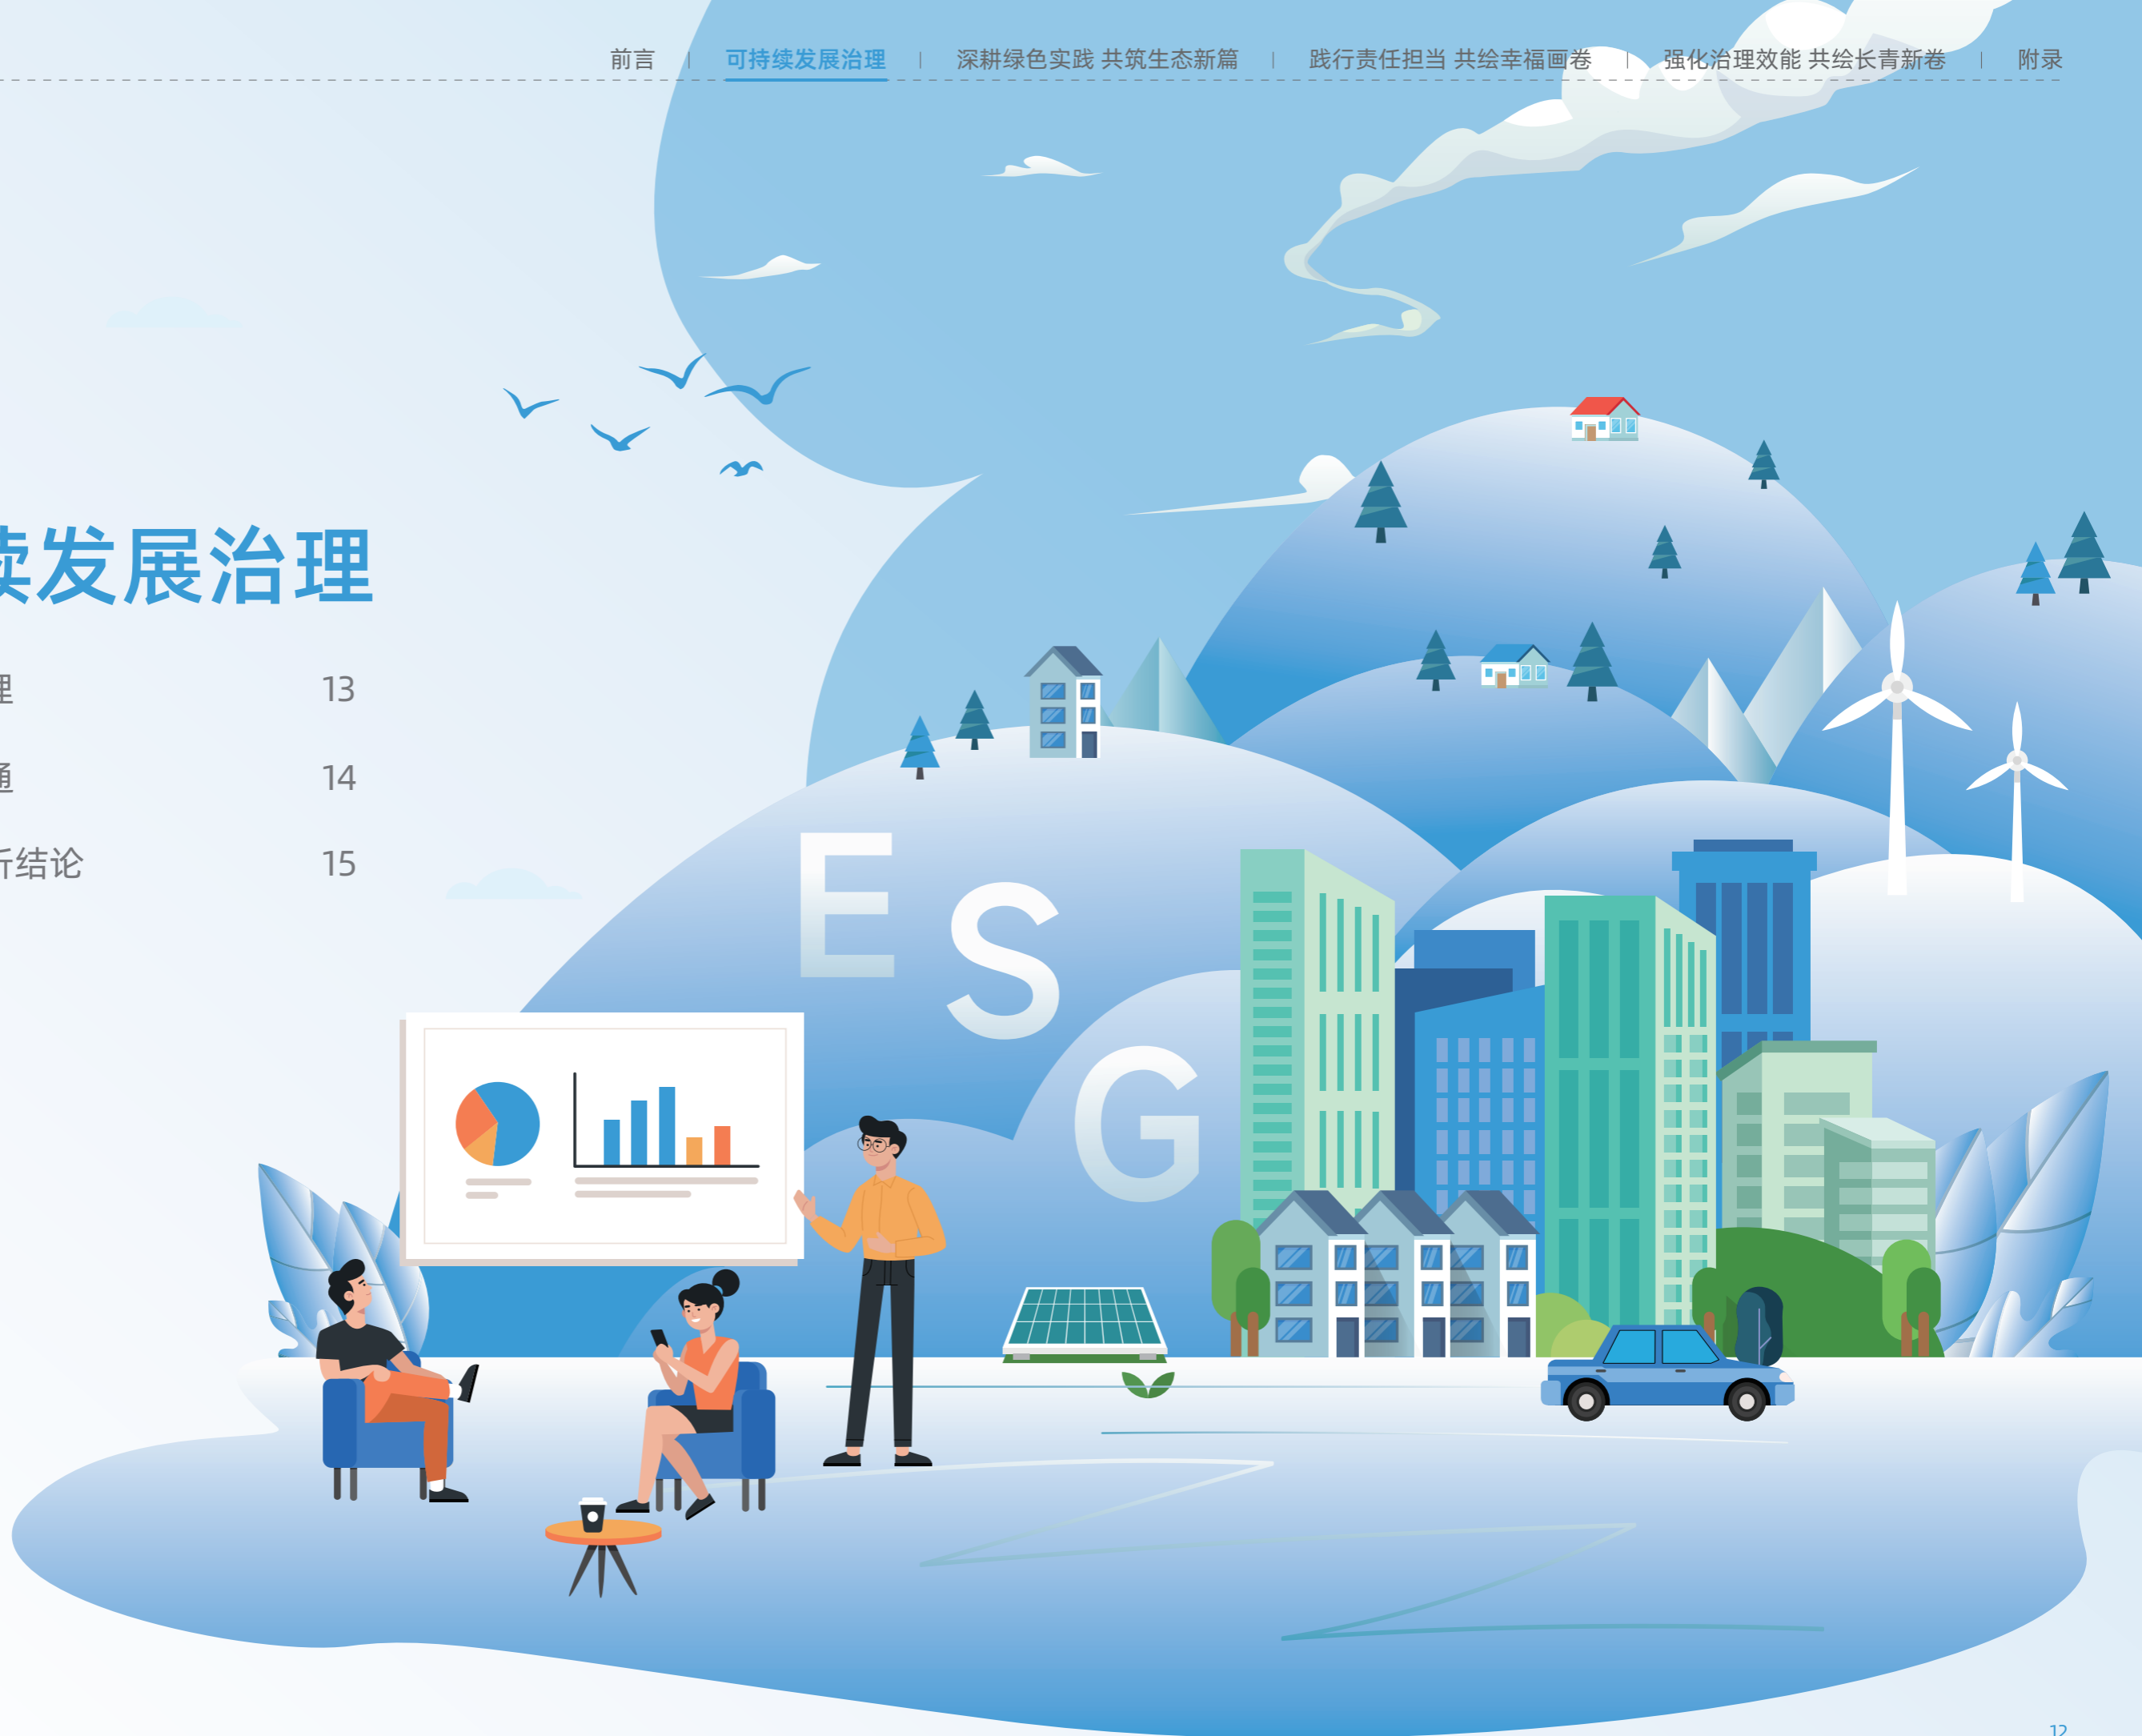 前言 | 可持续发展治理 | 深耕绿色实践 共筑生态新篇 | 践行责任担当 共绘幸福画卷 | 强化治理效能 共绘长青新卷 | 附录
续发展治理
理 13
通 14
析结论 15
E
S
G
12